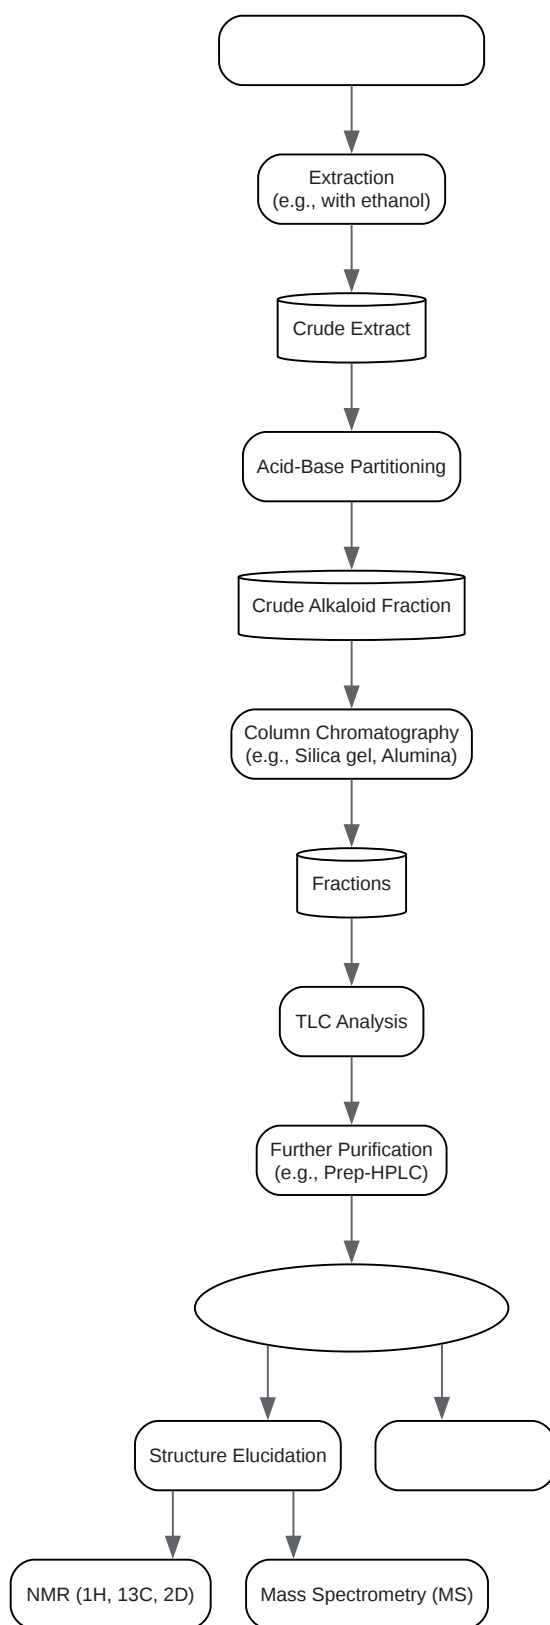 Extraction
(e.g., with ethanol)
Crude Extract
Acid-Base Partitioning
Crude Alkaloid Fraction
Column Chromatography
(e.g., Silica gel, Alumina)
Fractions
TLC Analysis
Further Purification
(e.g., Prep-HPLC)
Structure Elucidation
NMR (1H, 13C, 2D)
Mass Spectrometry (MS)